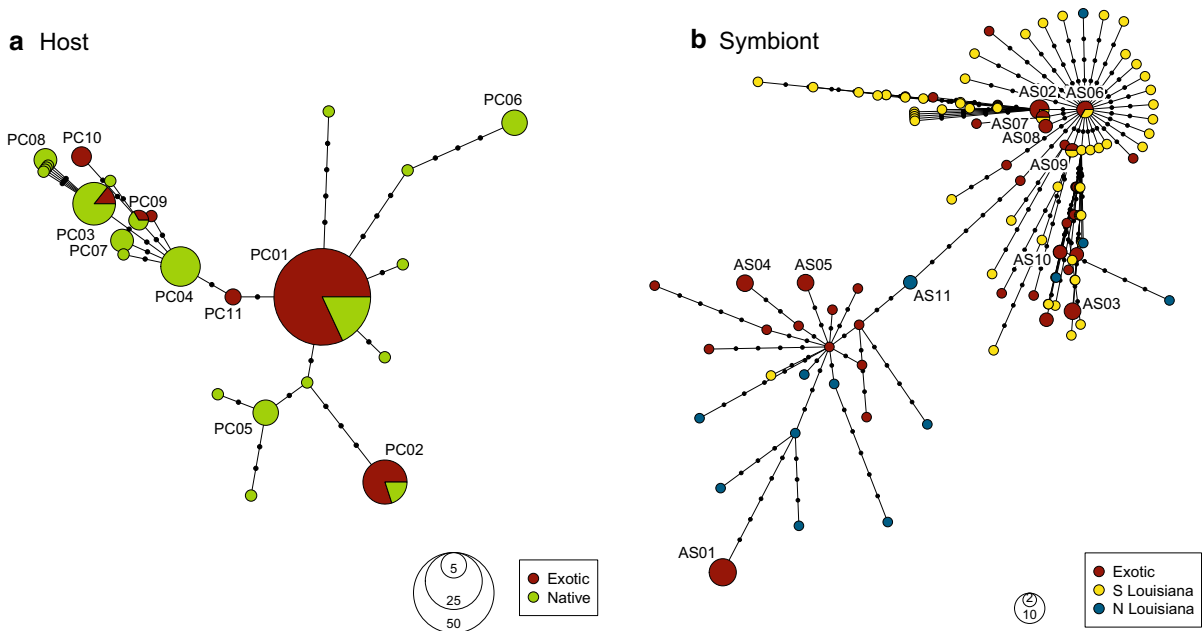 a Host
PC08
PC10
PC09
PC03
PC07
PC04
PC11
PC01
PC06
PC05
PC02
5
25
50
Exotic
Native
b Symbiont
AS02
AS06
AS07
AS08
AS09
AS10
AS03
AS11
AS04
AS05
AS01
2
10
Exotic
S Louisiana
N Louisiana